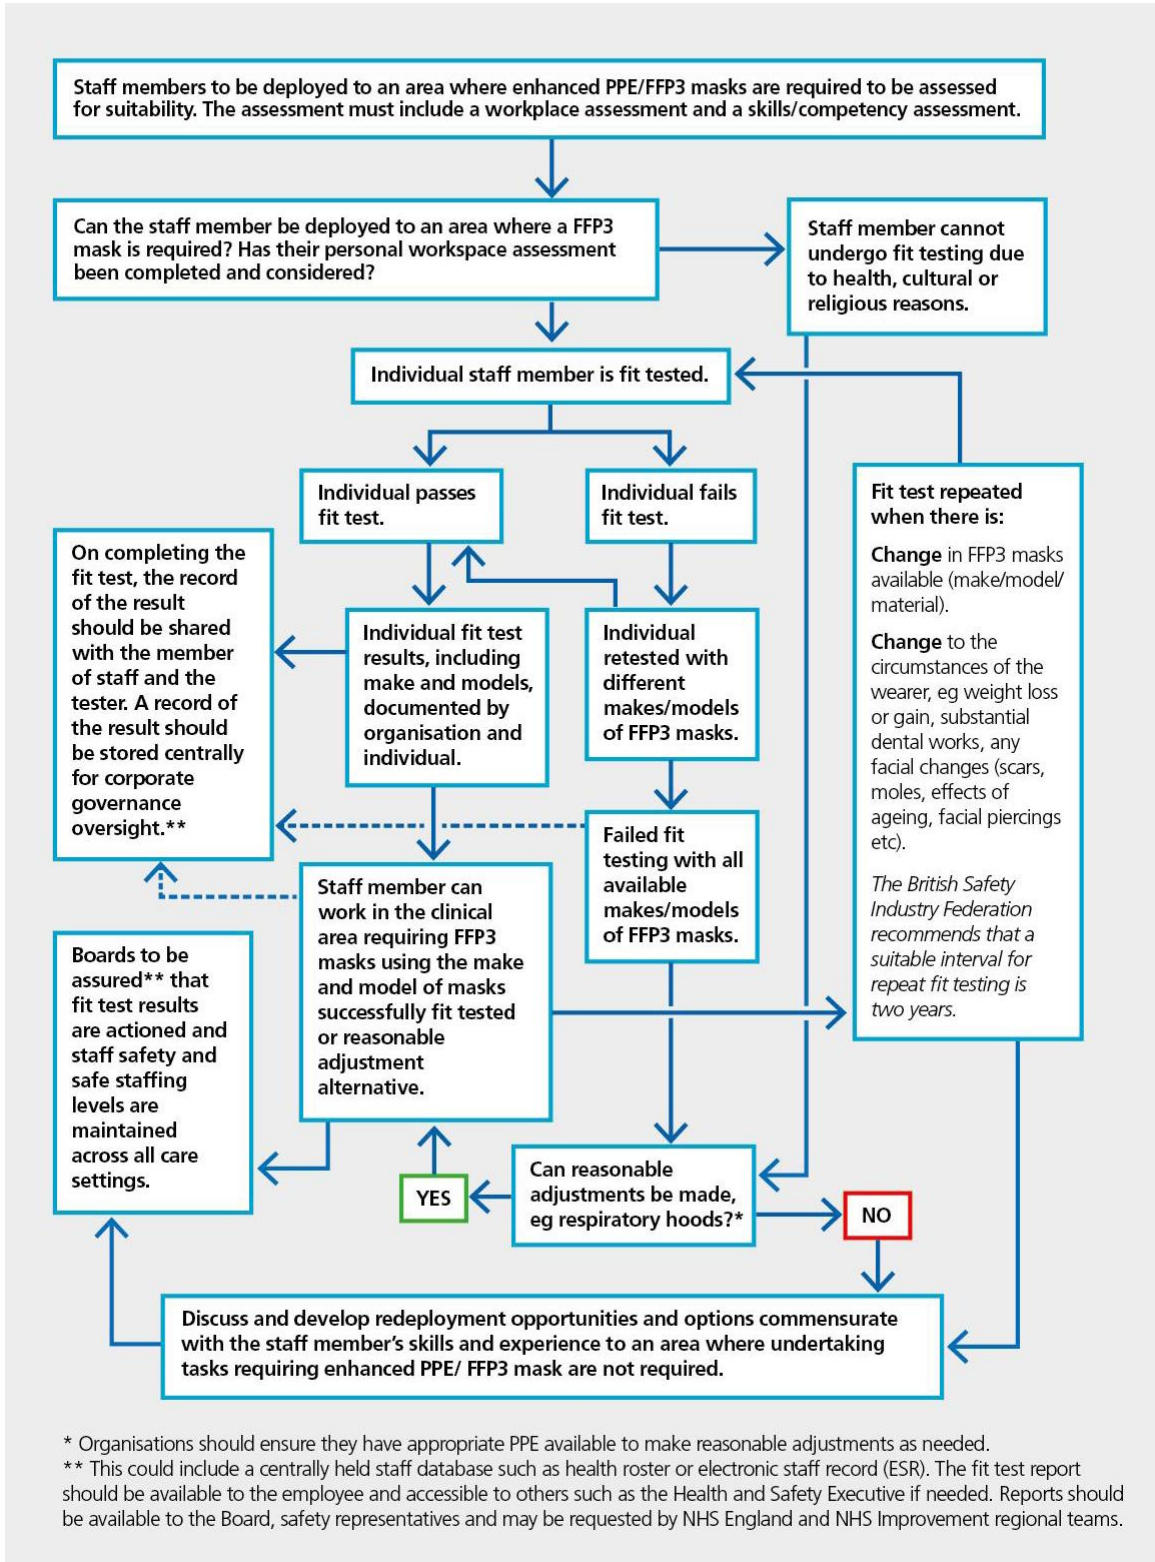 Staff members to be deployed to an area where enhanced PPE/FFP3 masks are required to be assessed
for suitability. The assessment must include a workplace assessment and a skills/competency assessment.
Can the staff member be deployed to an area where a FFP3
mask is required? Has their personal workspace assessment
been completed and considered?
Staff member cannot
undergo fit testing due
to health, cultural or
religious reasons.
Individual staff member is fit tested.
Individual passes
fit test.
Individual fails
fit test.
Fit test repeated
when there is:
Change in FFP3 masks
available (make/model/
material).
Change to the
circumstances of the
wearer, eg weight loss
or gain, substantial
dental works, any
facial changes (scars,
moles, effects of
ageing, facial piercings
etc).
The British Safety
Industry Federation
recommends that a
suitable interval for
repeat fit testing is
two years.
On completing the
fit test, the record
of the result
should be shared
with the member
of staff and the
tester. A record of
the result should
be stored centrally
for corporate
governance
oversight.**
Individual fit test
results, including
make and models,
documented by
organisation and
individual.
Individual
retested with
different
makes/models
of FFP3 masks.
Failed fit
testing with all
available
makes/models
of FFP3 masks.
Staff member can
work in the clinical
area requiring FFP3
masks using the make
and model of masks
successfully fit tested
or reasonable
adjustment
alternative.
Boards to be
assured** that
fit test results
are actioned and
staff safety and
safe staffing
levels are
maintained
across all care
settings.
YES
Can reasonable
adjustments be made,
eg respiratory hoods?*
NO
Discuss and develop redeployment opportunities and options commensurate
with the staff member's skills and experience to an area where undertaking
tasks requiring enhanced PPE/ FFP3 mask are not required.
* Organisations should ensure they have appropriate PPE available to make reasonable adjustments as needed.
** This could include a centrally held staff database such as health roster or electronic staff record (ESR). The fit test report
should be available to the employee and accessible to others such as the Health and Safety Executive if needed. Reports should
be available to the Board, safety representatives and may be requested by NHS England and NHS Improvement regional teams.